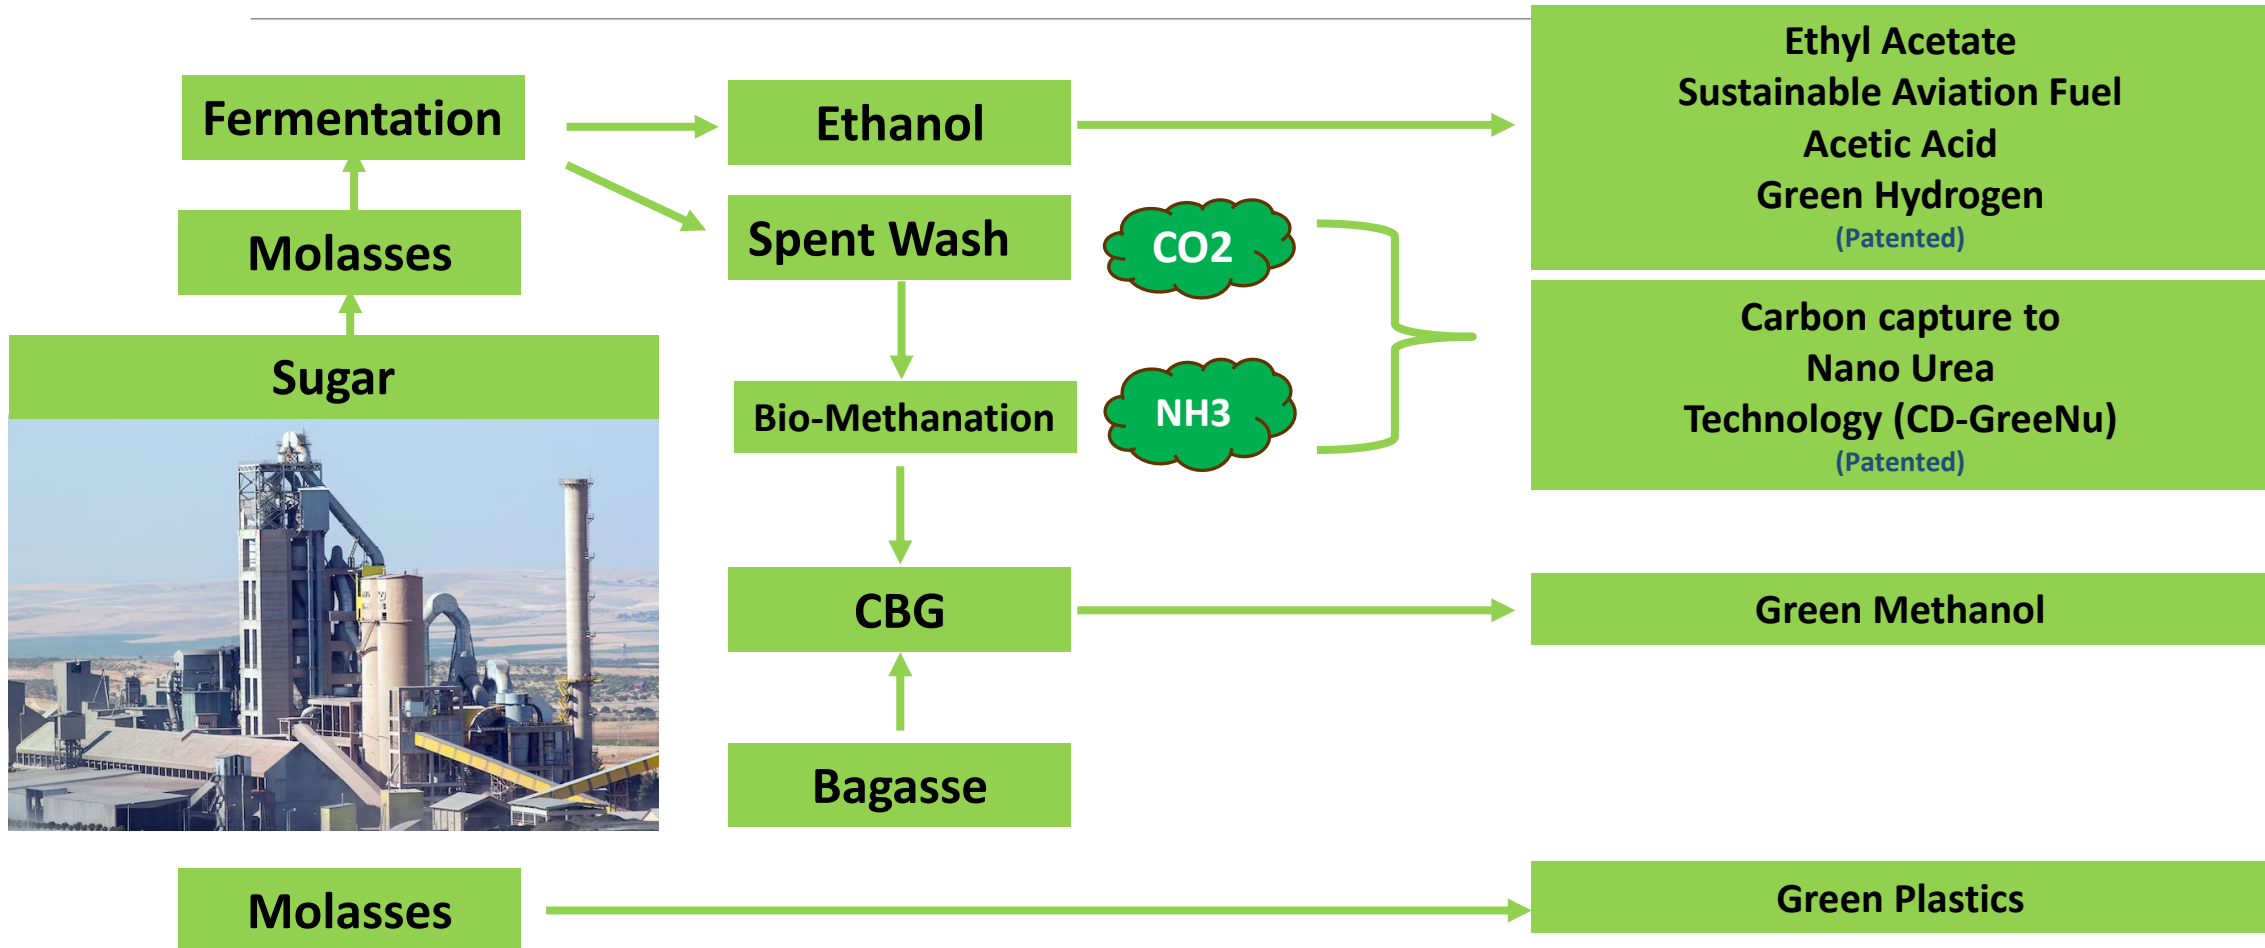 Fermentation
Molasses
Sugar
Ethanol
Spent Wash
CO2
Bio-Methanation
NH3
CBG
Bagasse
Ethyl Acetate
Sustainable Aviation Fuel
Acetic Acid
Green Hydrogen
(Patented)
Carbon capture to
Nano Urea
Technology (CD-GreeNu)
(Patented)
Green Methanol
Molasses
Green Plastics